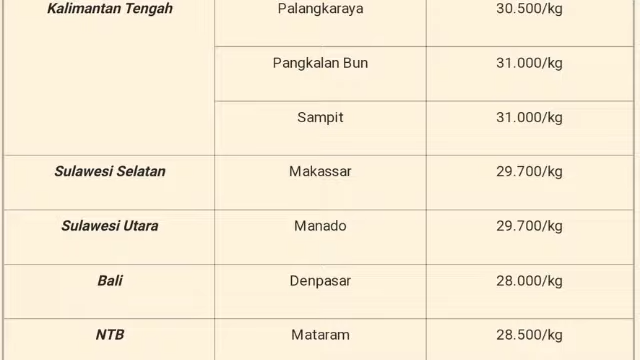 Kalimantan Tengah Palangkaraya 30.500/kg
Pangkalan Bun 31.000/kg
Sampit 31.000/kg
Sulawesi Selatan Makassar 29.700/kg
Sulawesi Utara Manado 29.700/kg
Bali Denpasar 28.000/kg
NTB Mataram 28.500/kg